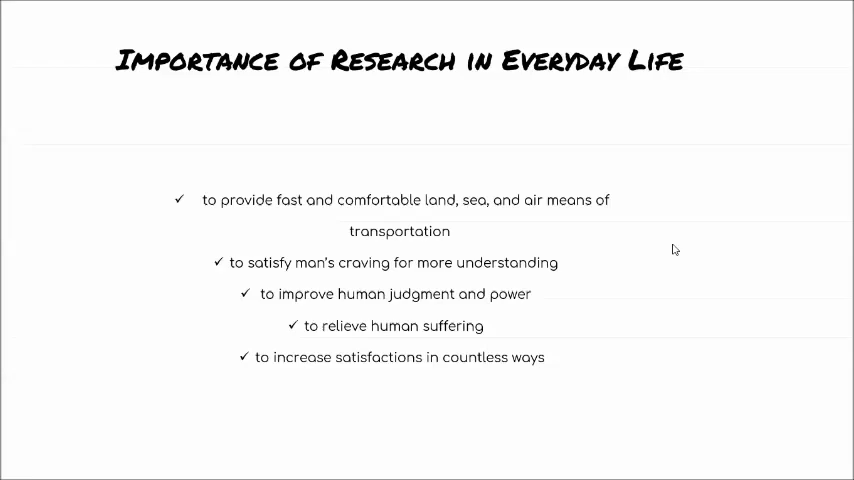 Importance of Research in Everyday Life
✓ to provide fast and comfortable land, sea, and air means of
transportation
✓ to satisfy man's craving for more understanding
✓ to improve human judgment and power
✓ to relieve human suffering
✓ to increase satisfactions in countless ways